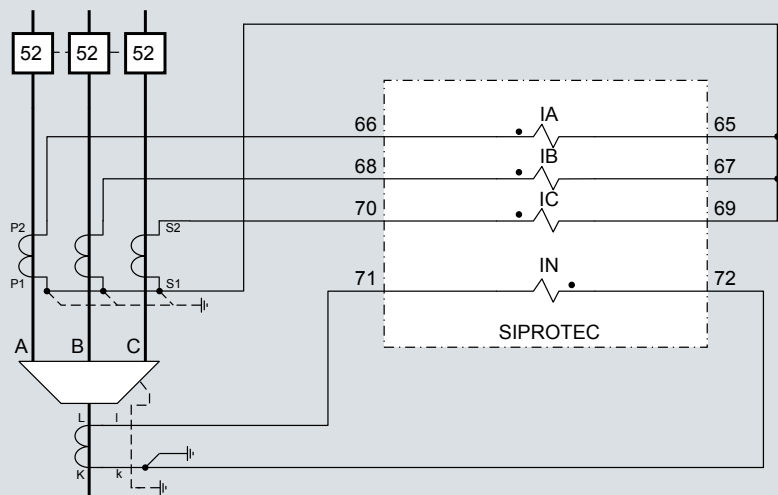 52 52 52
IA
66 65
IB
68 67
IC
70 69
P2 S2
P1 S1
IN
71 72
SIPROTEC
A B C
L l
K k